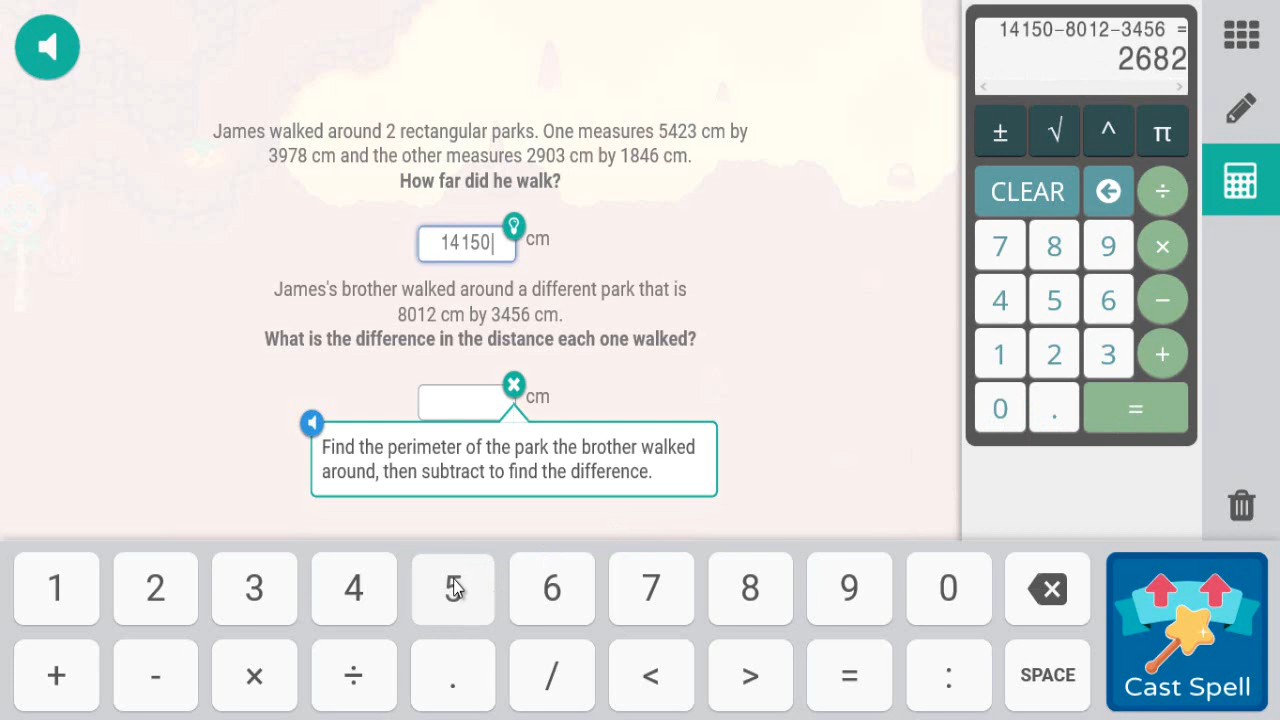 James walked around 2 rectangular parks. One measures 5423 cm by
3978 cm and the other measures 2903 cm by 1846 cm.
How far did he walk?
14150 cm
James's brother walked around a different park that is
8012 cm by 3456 cm.
What is the difference in the distance each one walked?
cm
Find the perimeter of the park the brother walked
around, then subtract to find the difference.
14150-8012-3456 =
2682
± √ ^ π
CLEAR ÷
7 8 9 ×
4 5 6 −
1 2 3 +
0 . =
1 2 3 4 5 6 7 8 9 0
+ - × ÷ . / < > = : SPACE
Cast Spell